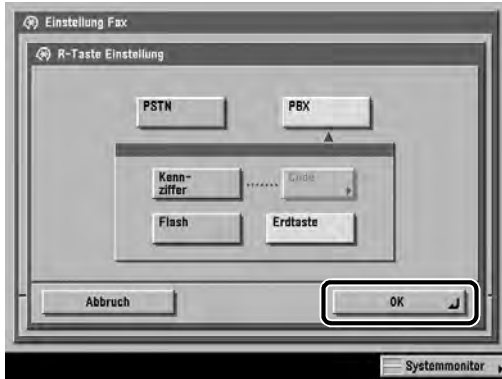 Einstellung Fax
R-Taste Einstellung
PSTN
PBX
Kenn-
ziffer
Code
Flash
Erdtaste
Abbruch
OK
Systemmonitor